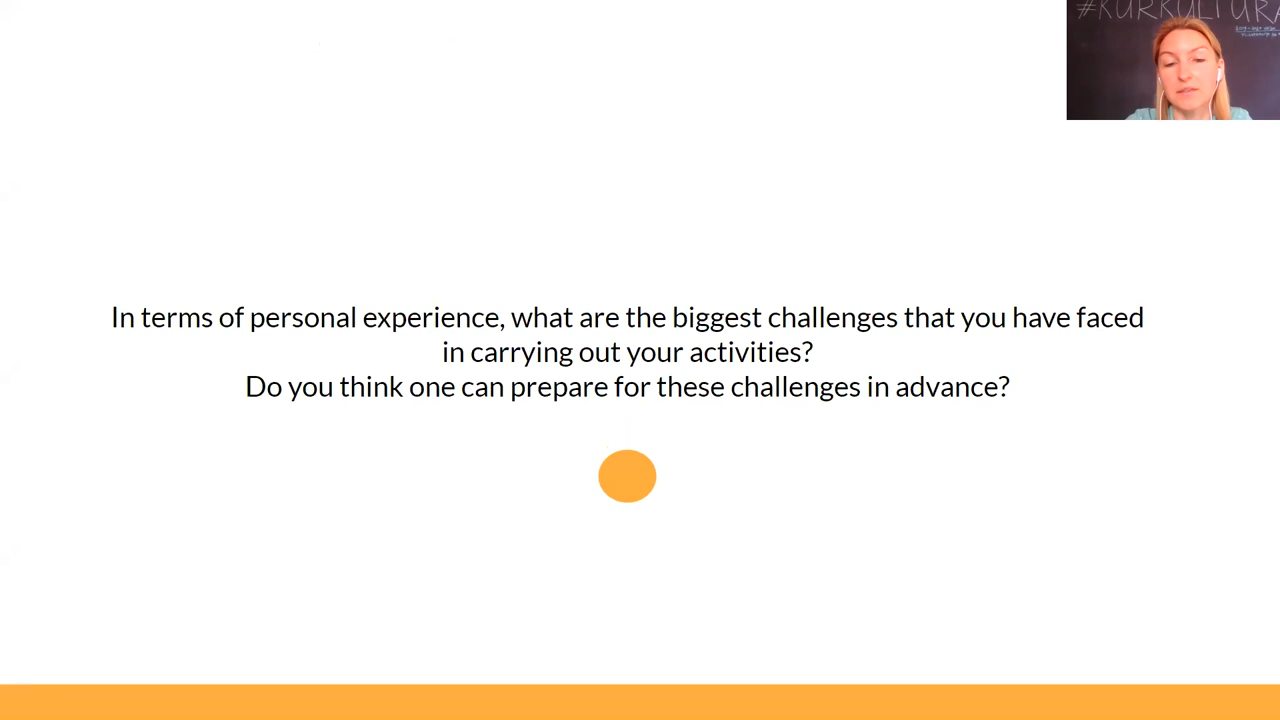 #KURKULTURA
In terms of personal experience, what are the biggest challenges that you have faced
in carrying out your activities?
Do you think one can prepare for these challenges in advance?